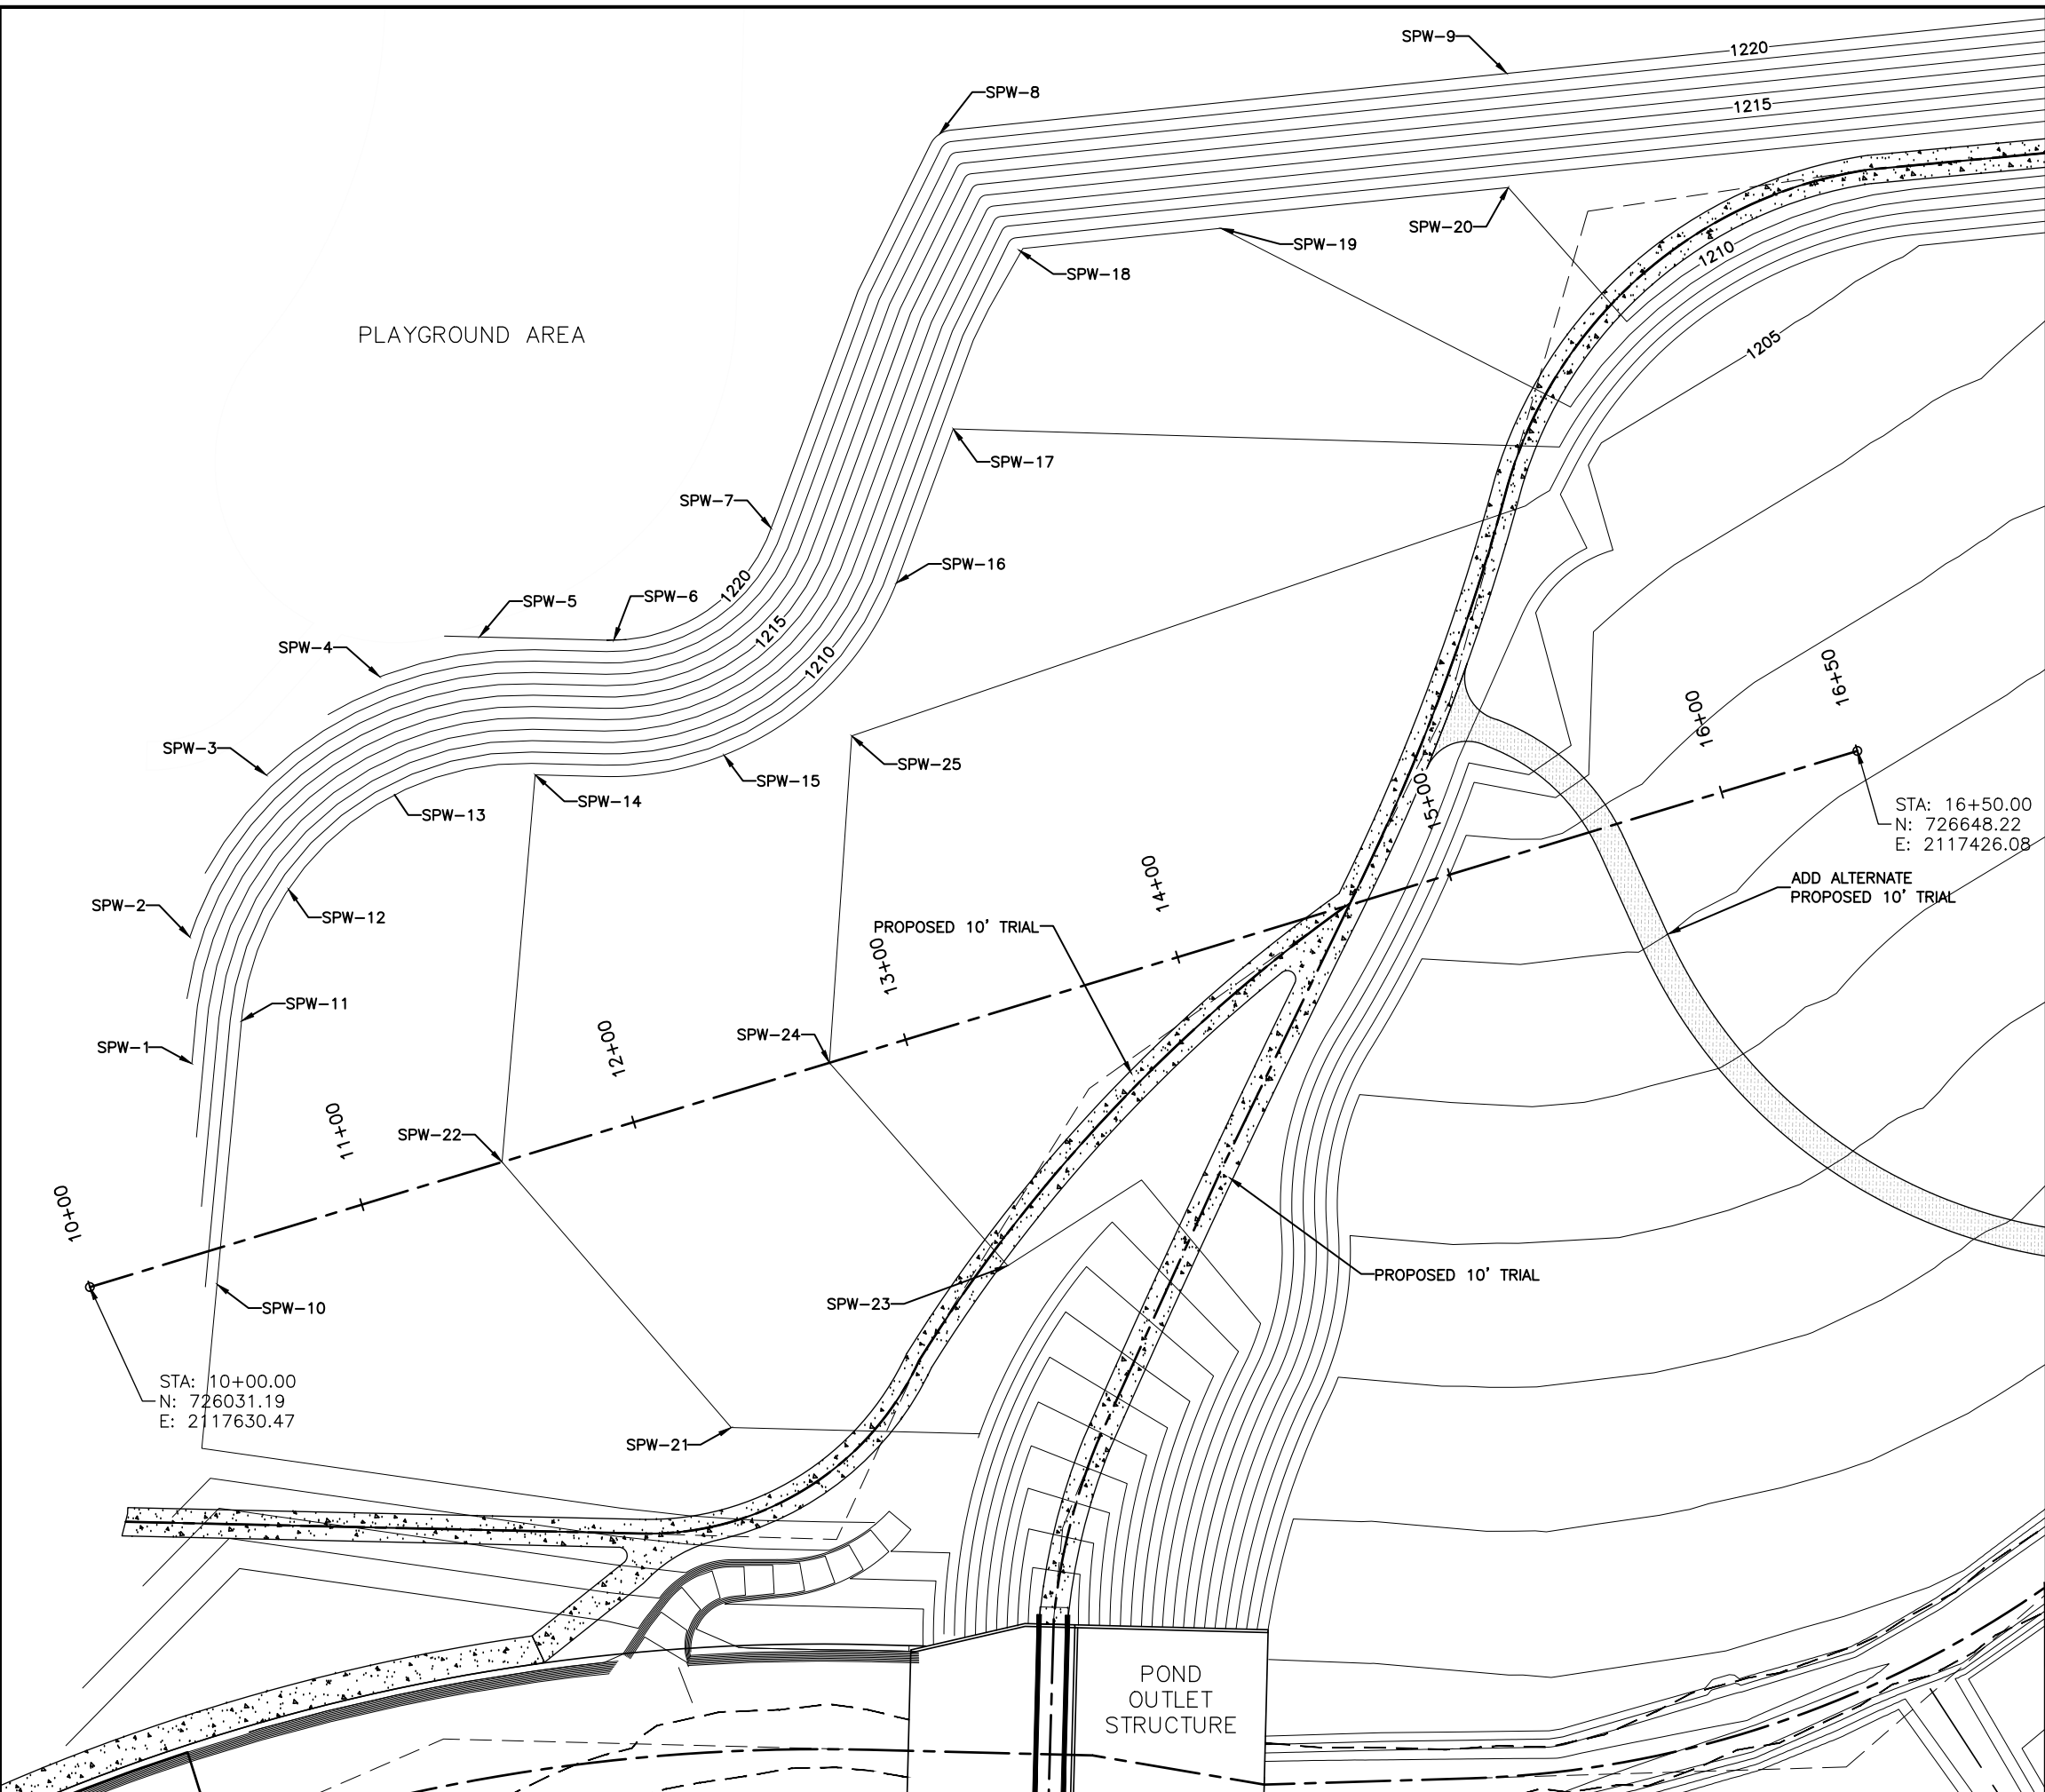 SPW-9
1220
SPW-8
1215
SPW-20
SPW-19
1210
SPW-18
PLAYGROUND AREA
1205
SPW-17
SPW-7
SPW-16
1220
SPW-5
SPW-6
1215
SPW-4
1210
16+50
16+00
SPW-3
SPW-25
SPW-15
SPW-14
15+00
STA: 16+50.00
N: 726648.22
E: 2117426.08
SPW-13
14+00
ADD ALTERNATE
PROPOSED 10' TRIAL
SPW-2
SPW-12
PROPOSED 10' TRIAL
13+00
SPW-11
SPW-24
SPW-1
12+00
11+00
SPW-22
10+00
PROPOSED 10' TRIAL
SPW-23
SPW-10
STA: 10+00.00
N: 726031.19
E: 2117630.47
SPW-21
POND
OUTLET
STRUCTURE